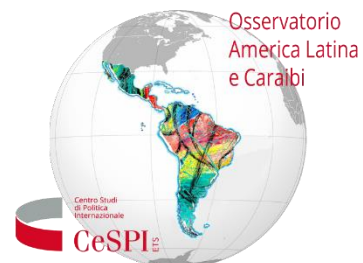 Osservatorio
America Latina
e Caraibi
Centro Studi
di Politica
Internazionale
CeSPI ETS